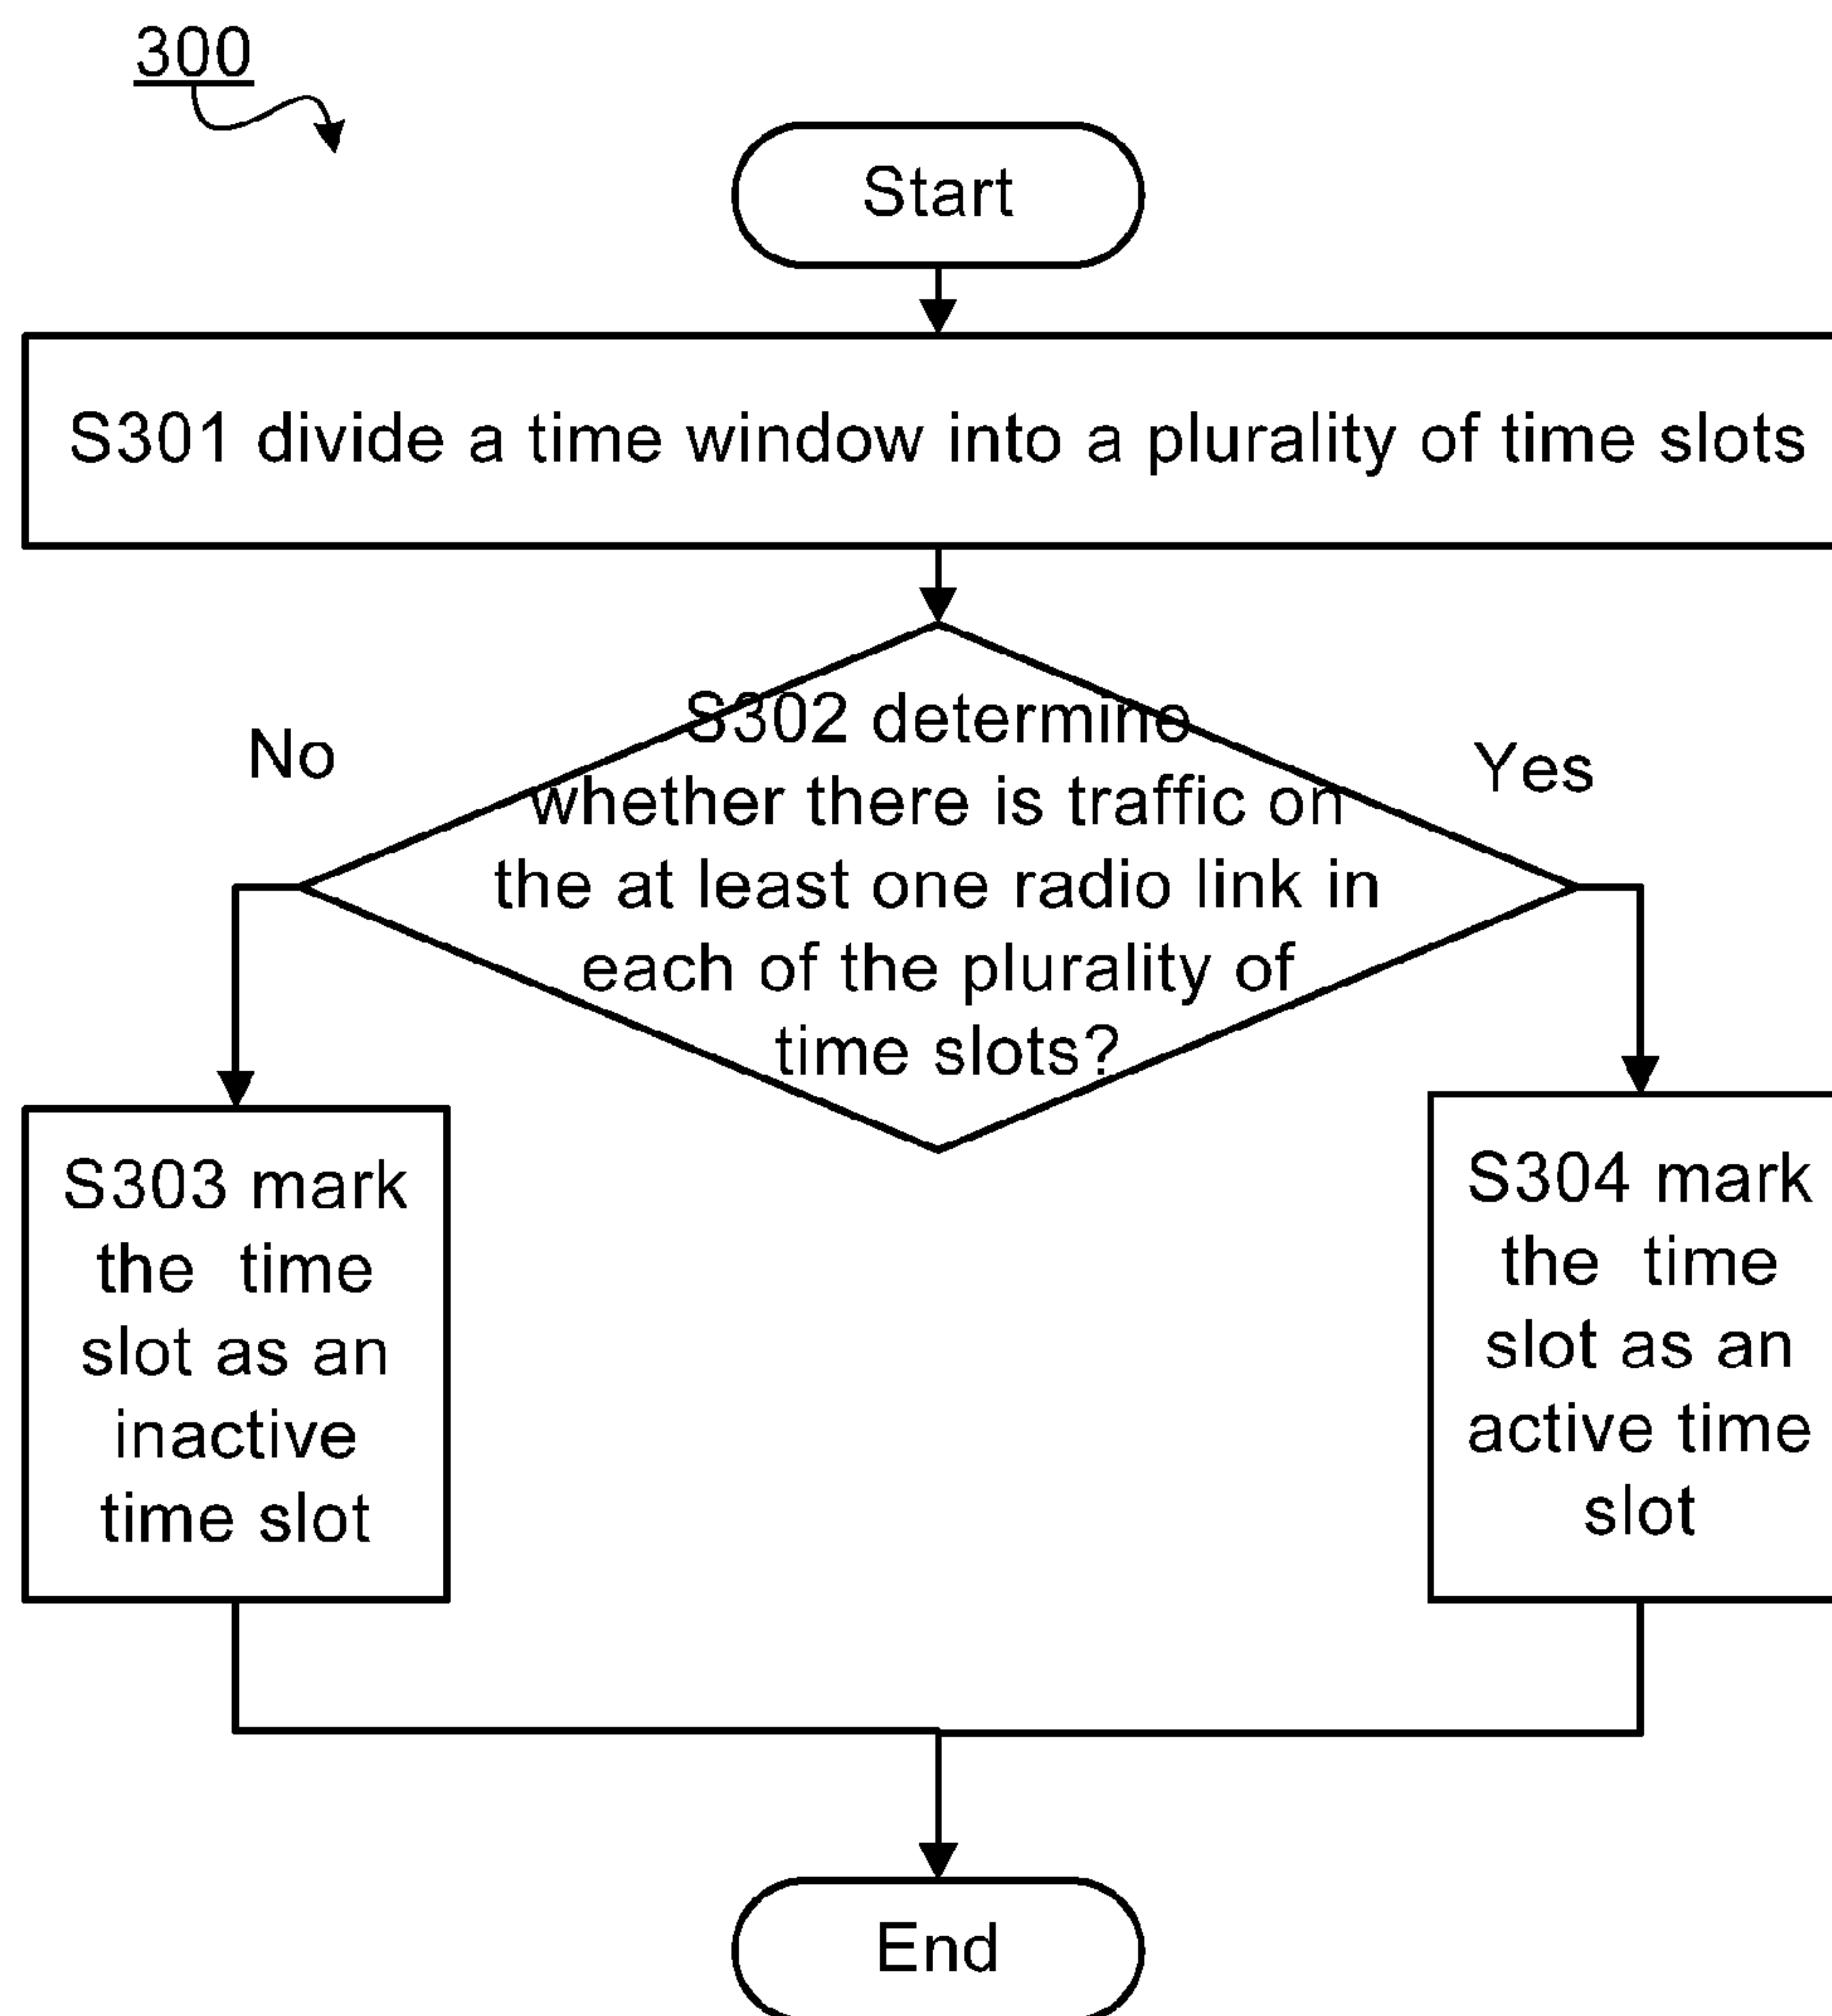 300
Start
S301 divide a time window into a plurality of time slots
S302 determine
whether there is traffic on
the at least one radio link in
each of the plurality of
time slots?
No
Yes
S303 mark
the time
slot as an
inactive
time slot
S304 mark
the time
slot as an
active time
slot
End